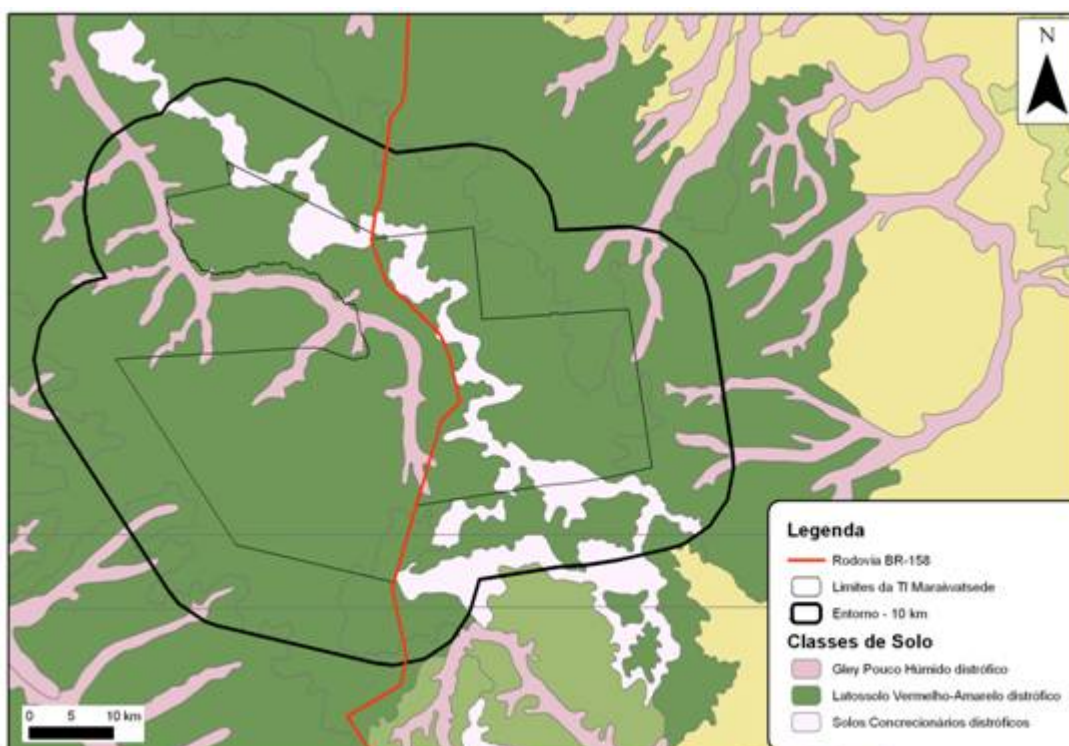 N
Legenda
Rodovia BR-158
Limites da TI Maraiwatsede
Entorno - 10 km
Classes de Solo
Gley Pouco Húmido distrófico
Latossolo Vermelho-Amarelo distrófico
Solos Concrecionários distróficos
0 5 10 km